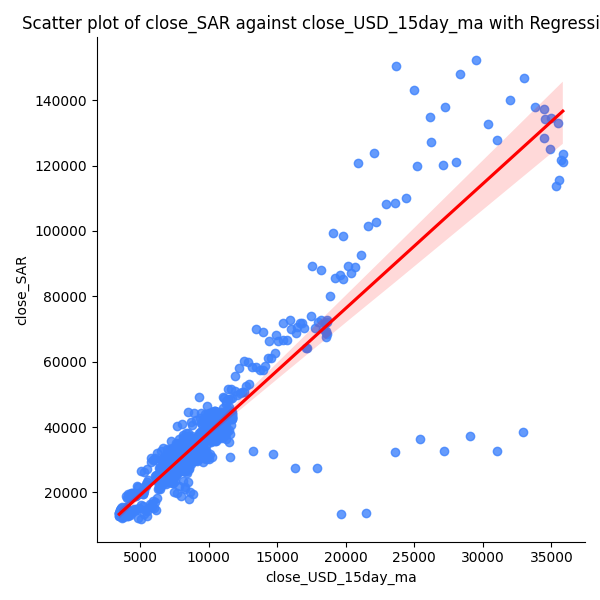 Scatter plot of close_SAR against close_USD_15day_ma with Regressi
140000
120000
100000
80000
60000
40000
20000
close_SAR
5000 10000 15000 20000 25000 30000 35000
close_USD_15day_ma